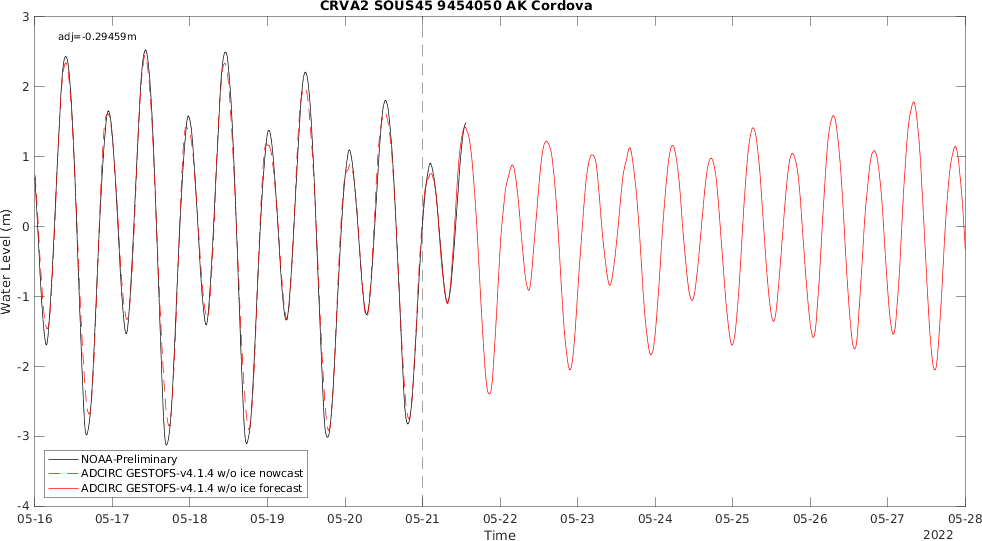 CRVA2 SOUS45 9454050 AK Cordova
adj=-0.29459m
3
2
1
0
-1
-2
-3
-4
Water Level (m)
NOAA-Preliminary
ADCIRC GESTOFS-v4.1.4 w/o ice nowcast
ADCIRC GESTOFS-v4.1.4 w/o ice forecast
05-16 05-17 05-18 05-19 05-20 05-21 05-22 05-23 05-24 05-25 05-26 05-27 05-28
Time
2022